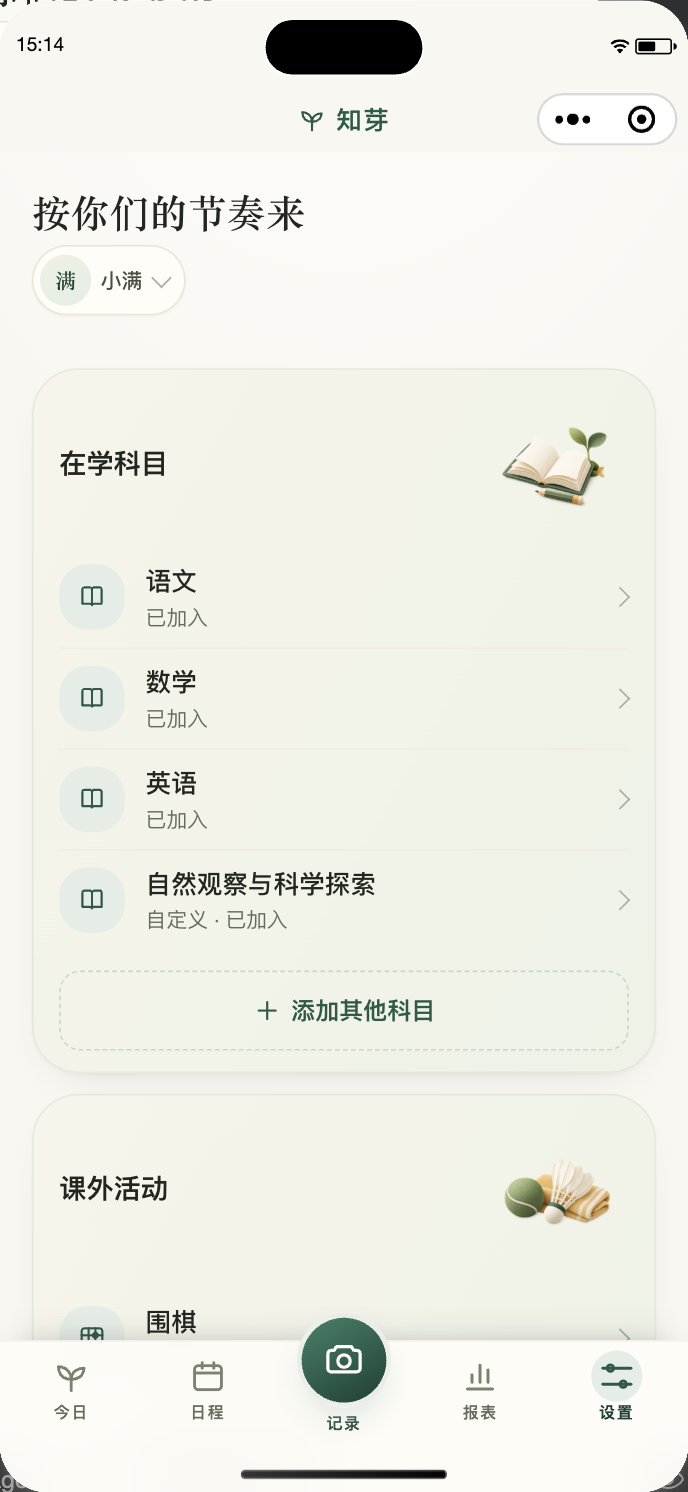 15:14
知芽
按你们的节奏来
满 小满
在学科目
语文
已加入
数学
已加入
英语
已加入
自然观察与科学探索
自定义 · 已加入
+ 添加其他科目
课外活动
围棋
今日 日程 记录 报表 设置